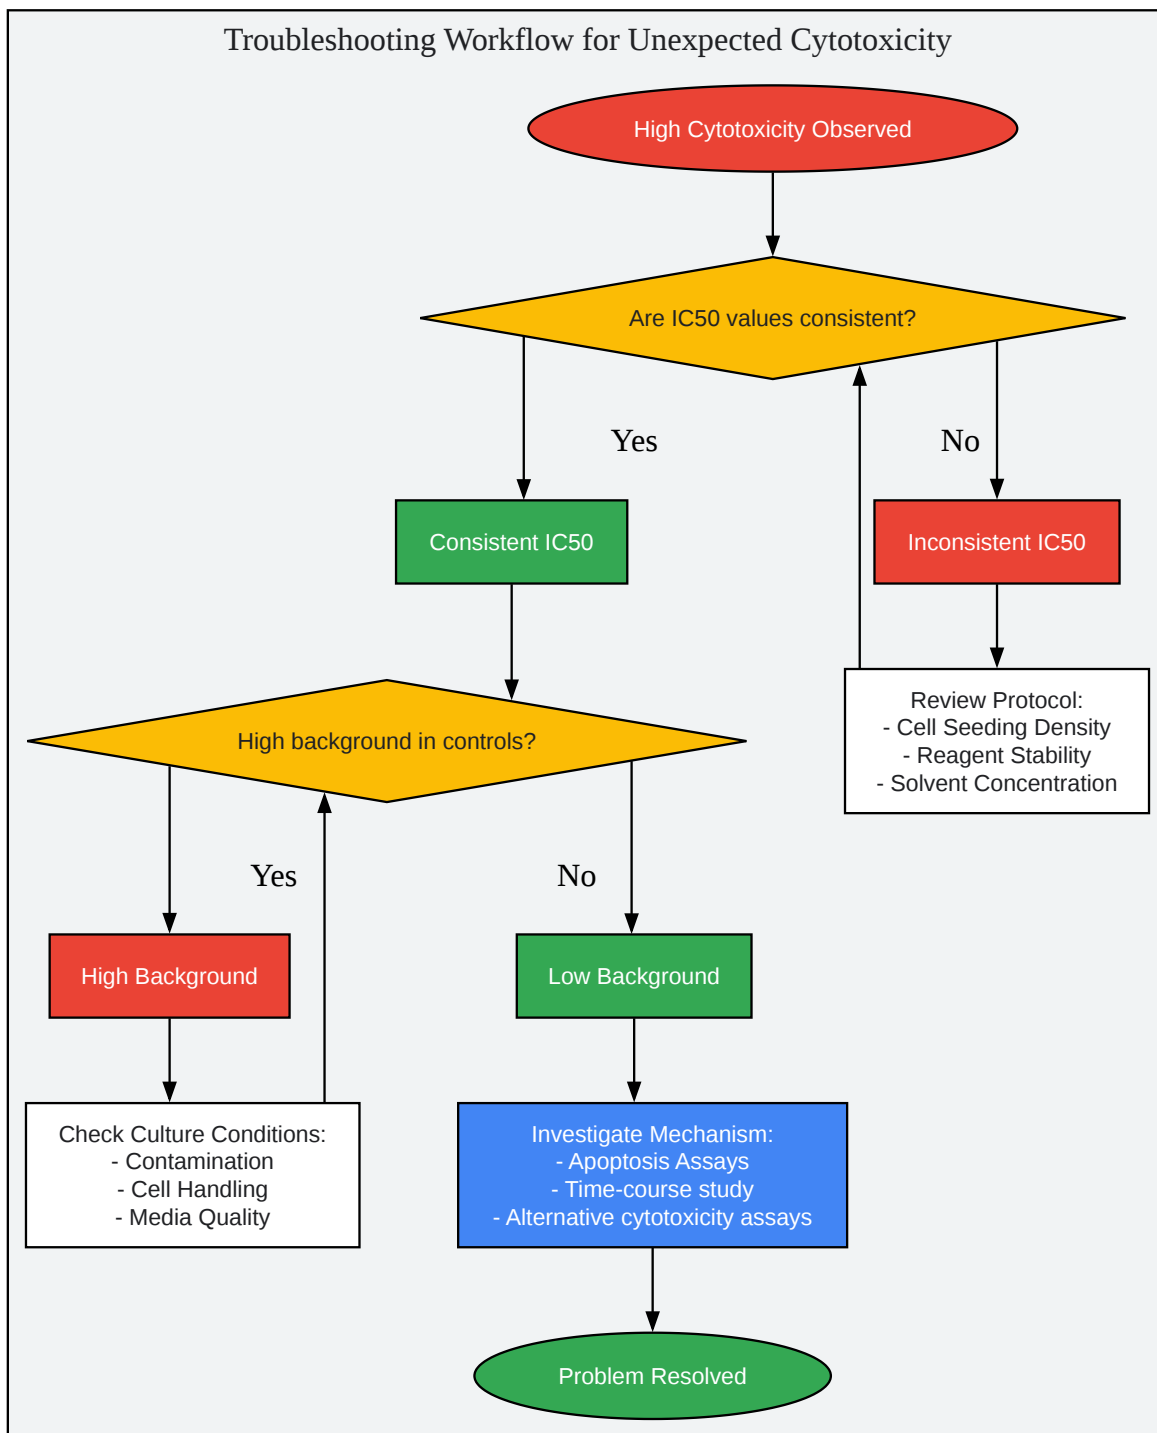 Troubleshooting Workflow for Unexpected Cytotoxicity
High Cytotoxicity Observed
Are IC50 values consistent?
Yes
No
Consistent IC50
Inconsistent IC50
Review Protocol:
- Cell Seeding Density
- Reagent Stability
- Solvent Concentration
High background in controls?
Yes
No
High Background
Low Background
Check Culture Conditions:
- Contamination
- Cell Handling
- Media Quality
Investigate Mechanism:
- Apoptosis Assays
- Time-course study
- Alternative cytotoxicity assays
Problem Resolved